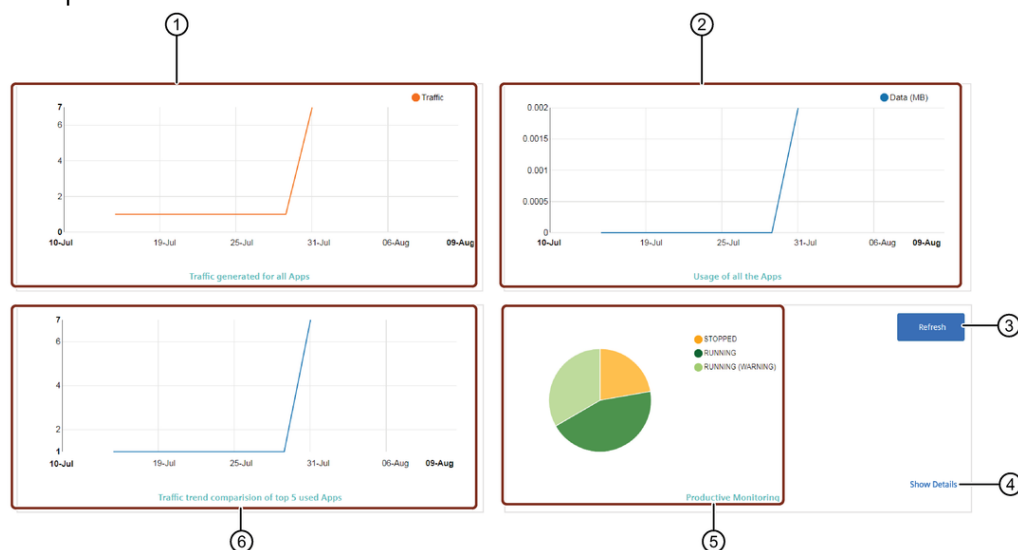 1
2
Traffic
7
6
4
2
0
10-Jul
19-Jul
25-Jul
31-Jul
06-Aug
09-Aug
Traffic generated for all Apps
Data (MB)
0.002
0.0015
0.001
0.0005
0
10-Jul
19-Jul
25-Jul
31-Jul
06-Aug
09-Aug
Usage of all the Apps
7
6
4
2
1
10-Jul
19-Jul
25-Jul
31-Jul
06-Aug
09-Aug
Traffic trend comparision of top 5 used Apps
STOPPED
RUNNING
RUNNING (WARNING)
Productive Monitoring
Refresh
3
Show Details
4
6
5